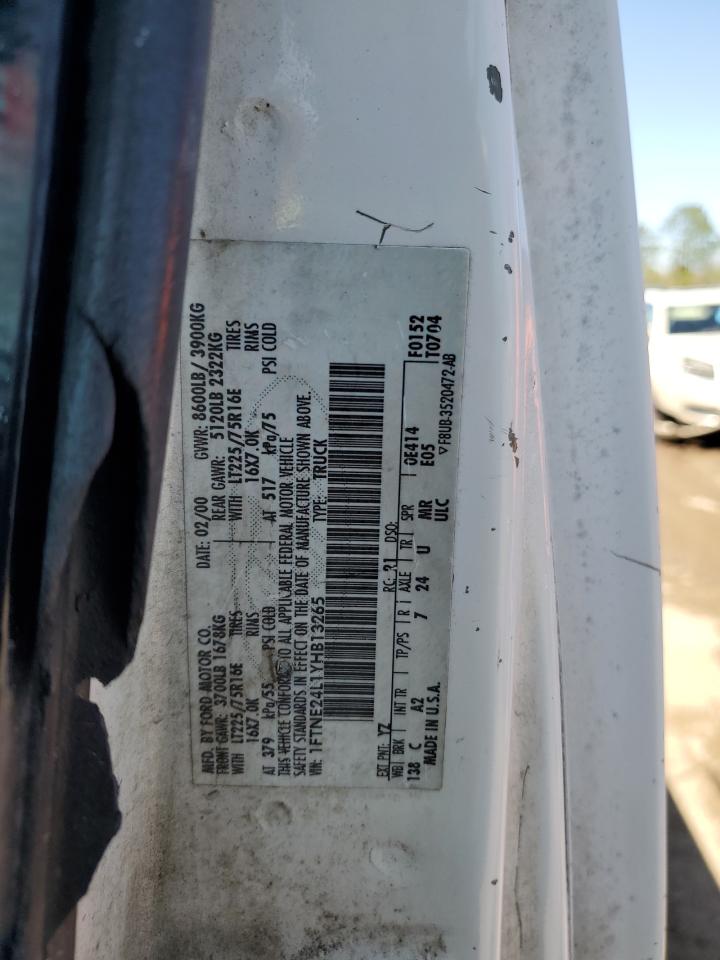 MFD. BY FORD MOTOR CO.
DATE: 02/00 GVWR: 8600LB/ 3900KG
FRONT GAWR: 3700LB 1678KG REAR GAWR: 5120LB 2322KG
WITH LT225/75R16E TIRES WITH LT225/75R16E TIRES
16X7.0K RIMS 16X7.0K RIMS
AT 379 kPa/55 PSI COLD AT 517 kPa/75 PSI COLD
THIS VEHICLE CONFORMS TO ALL APPLICABLE FEDERAL MOTOR VEHICLE
SAFETY STANDARDS IN EFFECT ON THE DATE OF MANUFACTURE SHOWN ABOVE.
VIN: 1FTNE24L1YHB13265 TYPE: TRUCK
F0152
T0704
EXT. PNT: YZ RC: R1 DSO:
WB BRK INT TR TP/PS R AXLE TR SPR 0E414
138 C A2 7 24 U MR E05
MADE IN U.S.A. ULC
F8UB-3520472-AB